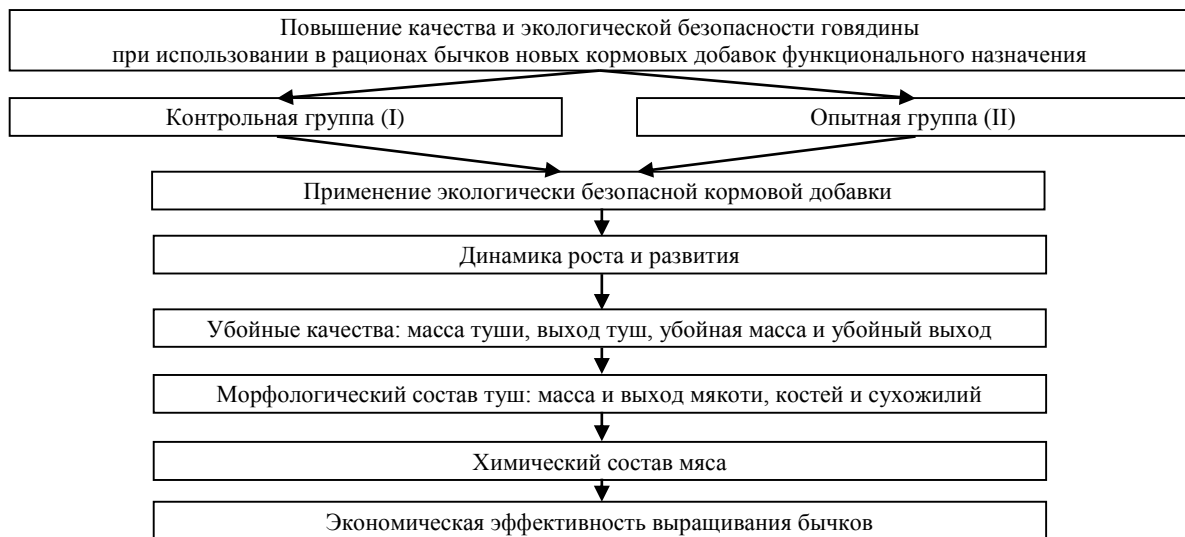 Повышение качества и экологической безопасности говядины
при использовании в рационах бычков новых кормовых добавок функционального назначения
Контрольная группа (I)
Опытная группа (II)
Применение экологически безопасной кормовой добавки
Динамика роста и развития
Убойные качества: масса туши, выход туш, убойная масса и убойный выход
Морфологический состав туш: масса и выход мякоти, костей и сухожилий
Химический состав мяса
Экономическая эффективность выращивания бычков